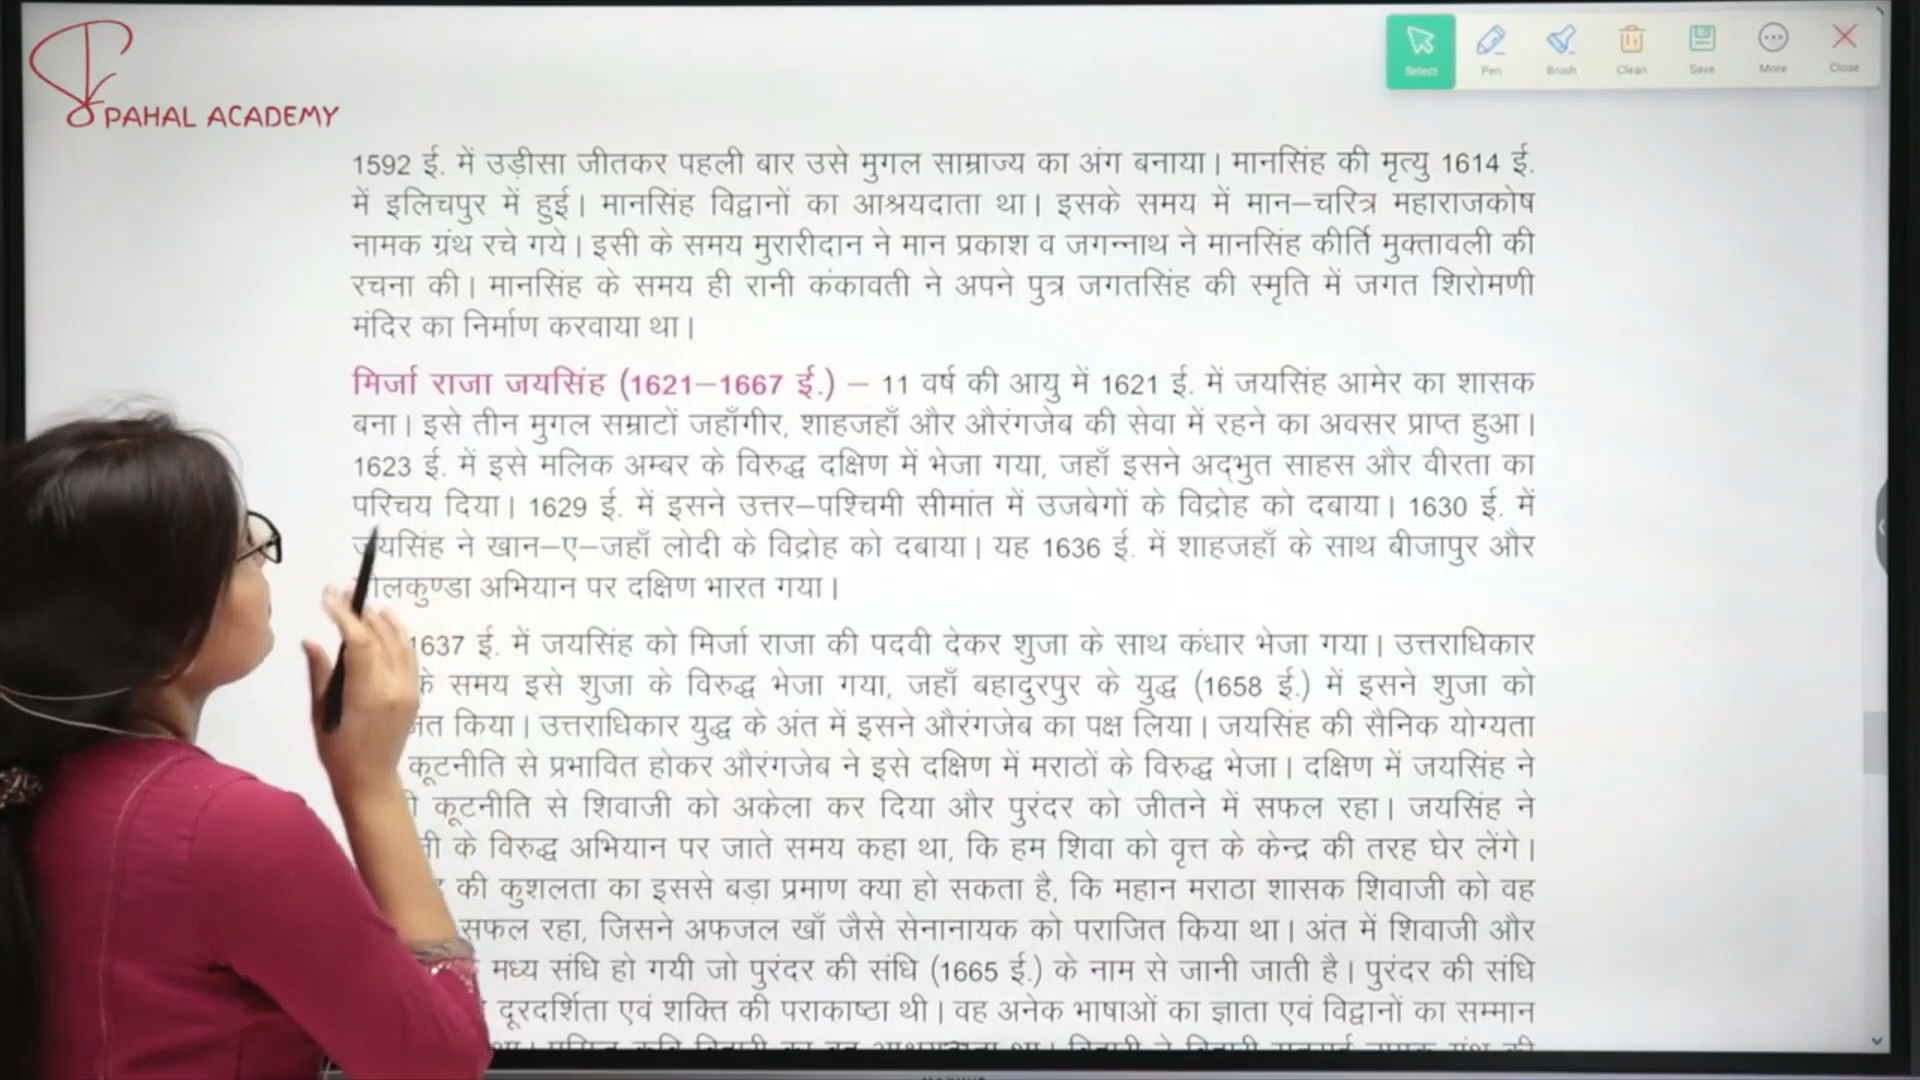 PAHAL ACADEMY
Select Pen Brush Clean Save More Close
1592 ई. में उड़ीसा जीतकर पहली बार उसे मुगल साम्राज्य का अंग बनाया। मानसिंह की मृत्यु 1614 ई.
में इलिचपुर में हुई। मानसिंह विद्वानों का आश्रयदाता था। इसके समय में मान–चरित्र महाराजकोष
नामक ग्रंथ रचे गये। इसी के समय मुरारीदान ने मान प्रकाश व जगन्नाथ ने मानसिंह कीर्ति मुक्तावली की
रचना की। मानसिंह के समय ही रानी कंकावती ने अपने पुत्र जगतसिंह की स्मृति में जगत शिरोमणी
मंदिर का निर्माण करवाया था।
मिर्जा राजा जयसिंह (1621–1667 ई.) – 11 वर्ष की आयु में 1621 ई. में जयसिंह आमेर का शासक
बना। इसे तीन मुगल सम्राटों जहाँगीर, शाहजहाँ और औरंगजेब की सेवा में रहने का अवसर प्राप्त हुआ।
1623 ई. में इसे मलिक अम्बर के विरुद्ध दक्षिण में भेजा गया, जहाँ इसने अद्भुत साहस और वीरता का
परिचय दिया। 1629 ई. में इसने उत्तर–पश्चिमी सीमांत में उजबेगों के विद्रोह को दबाया। 1630 ई. में
जयसिंह ने खान–ए–जहाँ लोदी के विद्रोह को दबाया। यह 1636 ई. में शाहजहाँ के साथ बीजापुर और
अभियान पर दक्षिण भारत गया।
1637 ई. में जयसिंह को मिर्जा राजा की पदवी देकर शुजा के साथ कंधार भेजा गया। उत्तराधिकार
के समय इसे शुजा के विरुद्ध भेजा गया, जहाँ बहादुरपुर के युद्ध (1658 ई.) में इसने शुजा को
किया। उत्तराधिकार युद्ध के अंत में इसने औरंगजेब का पक्ष लिया। जयसिंह की सैनिक योग्यता
कूटनीति से प्रभावित होकर औरंगजेब ने इसे दक्षिण में मराठों के विरुद्ध भेजा। दक्षिण में जयसिंह ने
कूटनीति से शिवाजी को अकेला कर दिया और पुरंदर को जीतने में सफल रहा। जयसिंह ने
के विरुद्ध अभियान पर जाते समय कहा था, कि हम शिवा को वृत्त के केन्द्र की तरह घेर लेंगे।
की कुशलता का इससे बड़ा प्रमाण क्या हो सकता है, कि महान मराठा शासक शिवाजी को वह
सफल रहा, जिसने अफजल खाँ जैसे सेनानायक को पराजित किया था। अंत में शिवाजी और
मध्य संधि हो गयी जो पुरंदर की संधि (1665 ई.) के नाम से जानी जाती है। पुरंदर की संधि
दूरदर्शिता एवं शक्ति की पराकाष्ठा थी। वह अनेक भाषाओं का ज्ञाता एवं विद्वानों का सम्मान